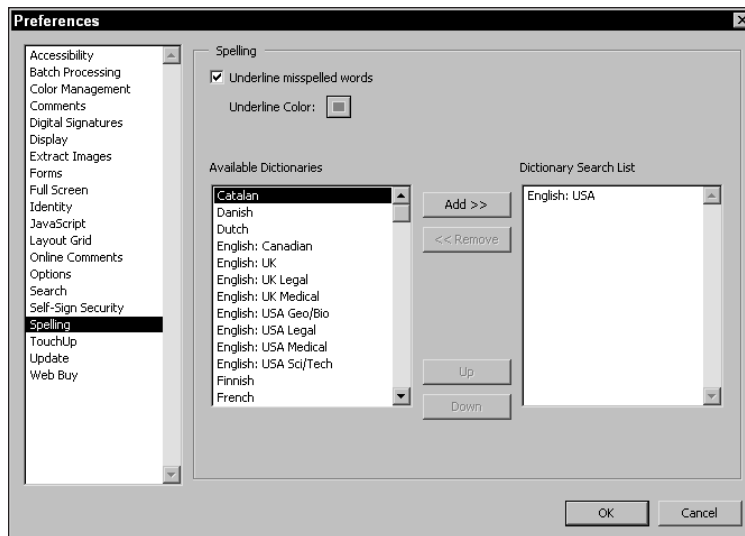 Preferences
Accessibility
Batch Processing
Color Management
Comments
Digital Signatures
Display
Extract Images
Forms
Full Screen
Identity
JavaScript
Layout Grid
Online Comments
Options
Search
Self-Sign Security
Spelling
TouchUp
Update
Web Buy
Spelling
Underline misspelled words
Underline Color:
Available Dictionaries
Catalan
Danish
Dutch
English: Canadian
English: UK
English: UK Legal
English: UK Medical
English: USA Geo/Bio
English: USA Legal
English: USA Medical
English: USA Sci/Tech
Finnish
French
Add >>
<< Remove
Up
Down
Dictionary Search List
English: USA
OK
Cancel